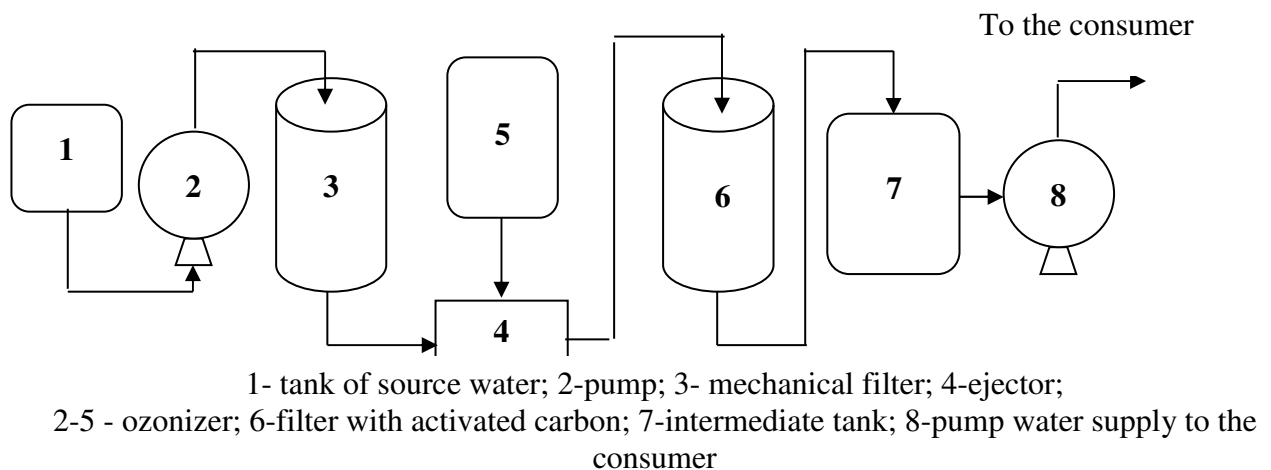 To the consumer
1
2
3
5
4
6
7
8
1- tank of source water; 2-pump; 3- mechanical filter; 4-ejector;
2-5 - ozonizer; 6-filter with activated carbon; 7-intermediate tank; 8-pump water supply to the
consumer